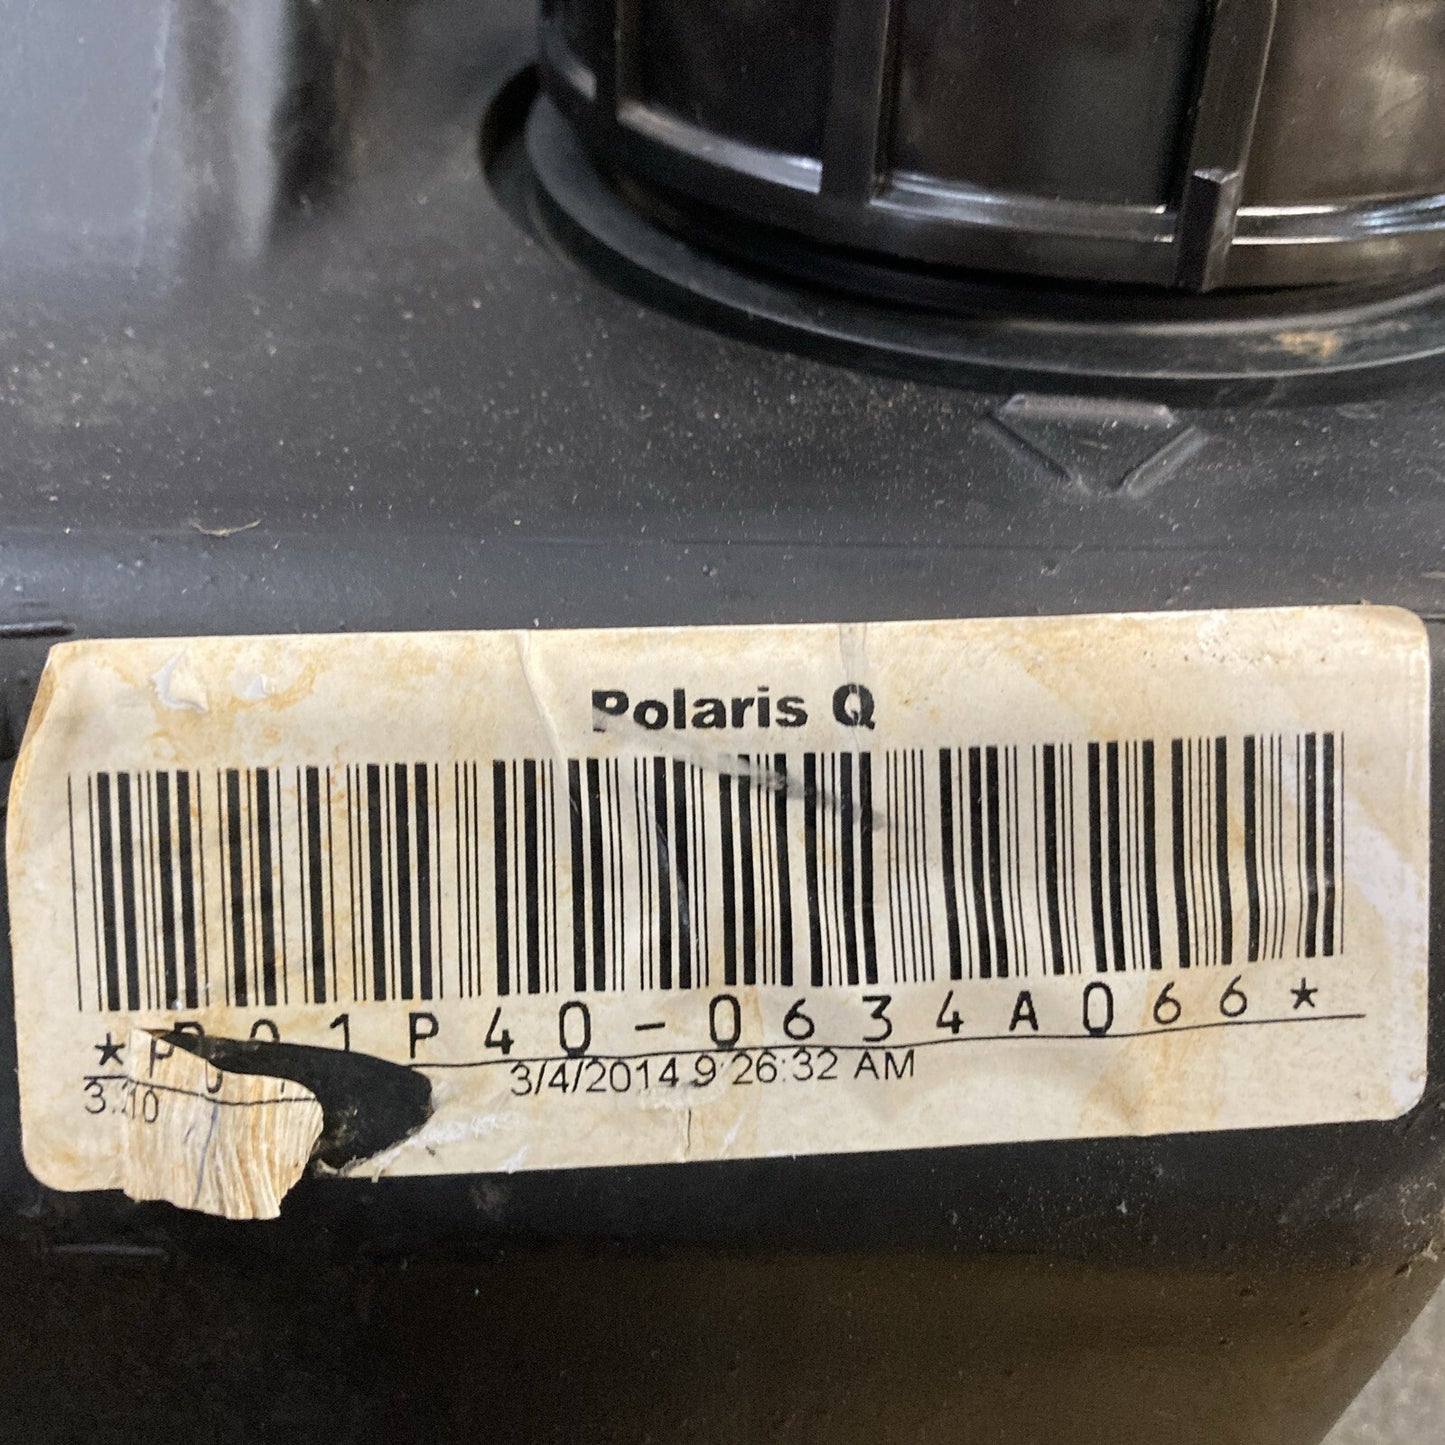 Polaris Q
*P01P40-0634A066*
3/4/2014 9:26:32 AM